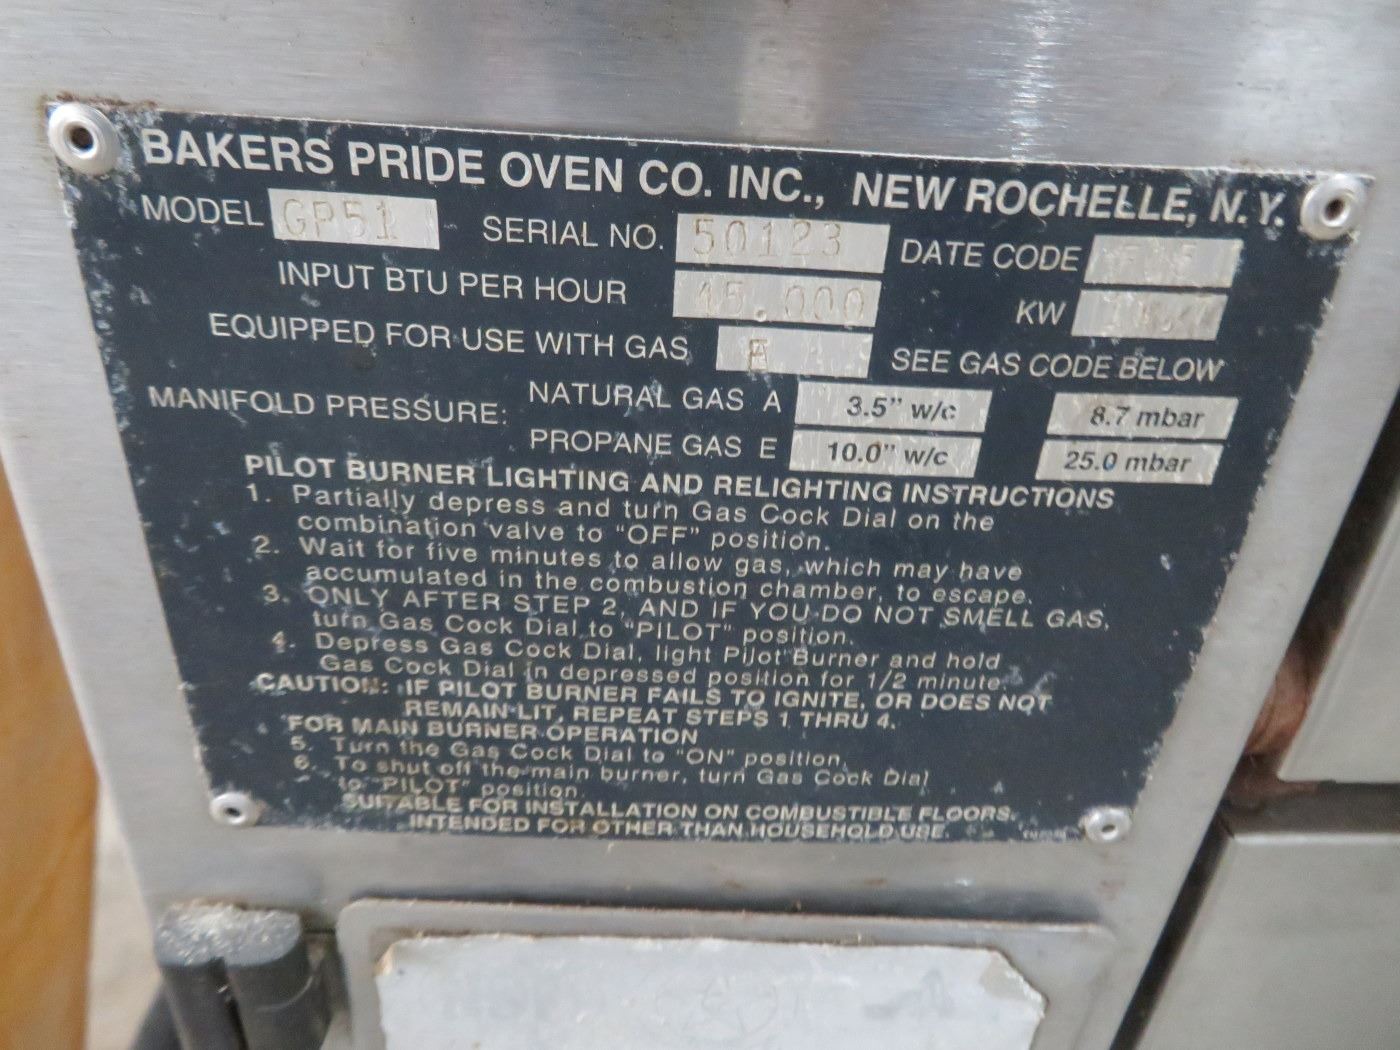 BAKERS PRIDE OVEN CO. INC., NEW ROCHELLE, N.Y.
MODEL GP51 SERIAL NO. 50123 DATE CODE
INPUT BTU PER HOUR 45,000 KW
EQUIPPED FOR USE WITH GAS E SEE GAS CODE BELOW
MANIFOLD PRESSURE: NATURAL GAS A 3.5" w/c 8.7 mbar
PROPANE GAS E 10.0" w/c 25.0 mbar
PILOT BURNER LIGHTING AND RELIGHTING INSTRUCTIONS
1. Partially depress and turn Gas Cock Dial on the
combination valve to "OFF" position.
2. Wait for five minutes to allow gas, which may have
accumulated in the combustion chamber, to escape.
3. ONLY AFTER STEP 2, AND IF YOU DO NOT SMELL GAS,
turn Gas Cock Dial to "PILOT" position.
4. Depress Gas Cock Dial, light Pilot Burner and hold
Gas Cock Dial in depressed position for 1/2 minute.
CAUTION: IF PILOT BURNER FAILS TO IGNITE, OR DOES NOT
REMAIN LIT, REPEAT STEPS 1 THRU 4.
FOR MAIN BURNER OPERATION
5. Turn the Gas Cock Dial to "ON" position.
6. To shut off the main burner, turn Gas Cock Dial
to "PILOT" position.
SUITABLE FOR INSTALLATION ON COMBUSTIBLE FLOORS.
INTENDED FOR OTHER THAN HOUSEHOLD USE.